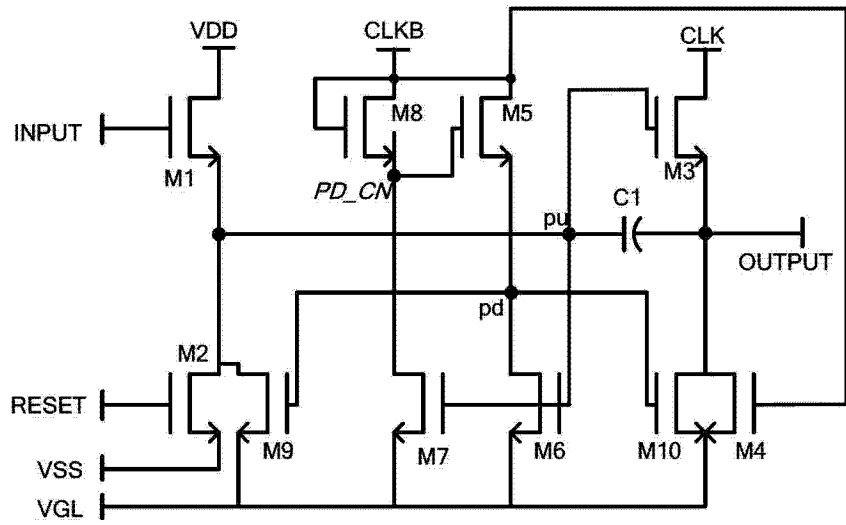 VDD
CLKB
CLK
INPUT
M1
M8
M5
M3
PD_CN
pu
C1
OUTPUT
pd
M2
RESET
M9
M7
M6
M10
M4
VSS
VGL